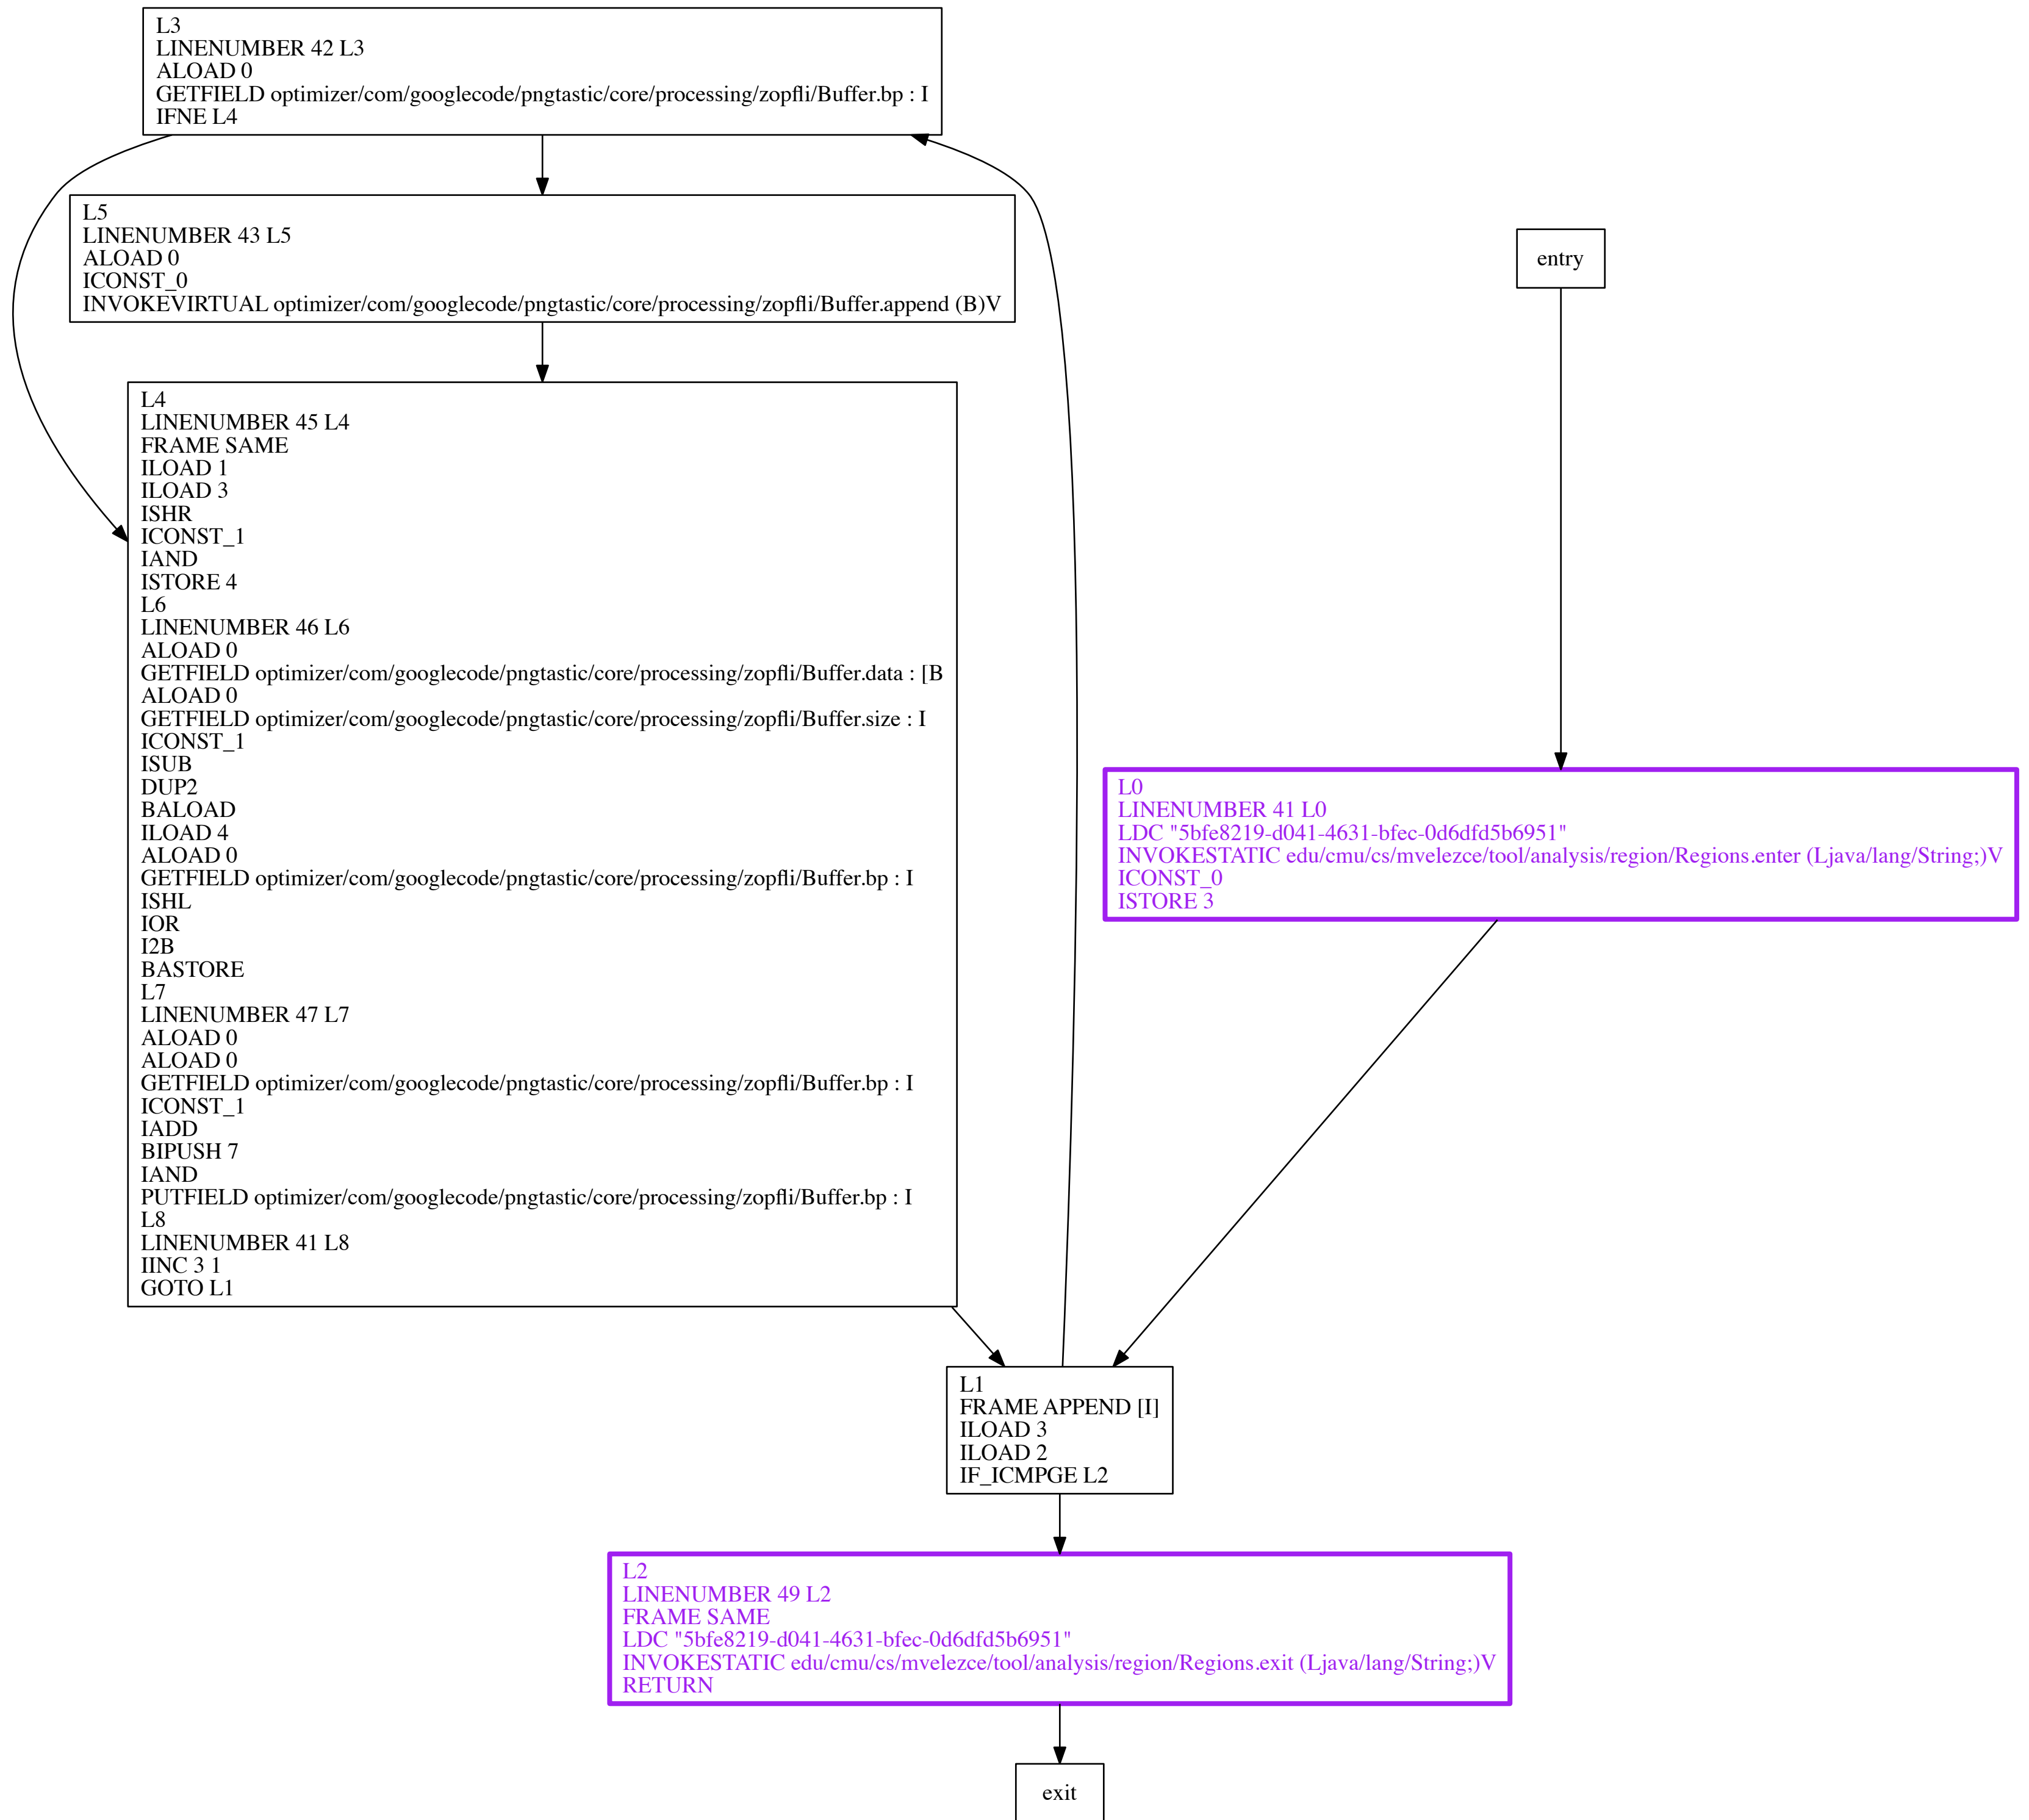 L3
LINENUMBER 42 L3
ALOAD 0
GETFIELD optimizer/com/googlecode/pngtastic/core/processing/zopfli/Buffer.bp : I
IFNE L4
L5
LINENUMBER 43 L5
ALOAD 0
ICONST_0
INVOKEVIRTUAL optimizer/com/googlecode/pngtastic/core/processing/zopfli/Buffer.append (B)V
entry
L4
LINENUMBER 45 L4
FRAME SAME
ILOAD 1
ILOAD 3
ISHR
ICONST_1
IAND
ISTORE 4
L6
LINENUMBER 46 L6
ALOAD 0
GETFIELD optimizer/com/googlecode/pngtastic/core/processing/zopfli/Buffer.data : [B
ALOAD 0
GETFIELD optimizer/com/googlecode/pngtastic/core/processing/zopfli/Buffer.size : I
ICONST_1
ISUB
DUP2
BALOAD
ILOAD 4
ALOAD 0
GETFIELD optimizer/com/googlecode/pngtastic/core/processing/zopfli/Buffer.bp : I
ISHL
IOR
I2B
BASTORE
L7
LINENUMBER 47 L7
ALOAD 0
ALOAD 0
GETFIELD optimizer/com/googlecode/pngtastic/core/processing/zopfli/Buffer.bp : I
ICONST_1
IADD
BIPUSH 7
IAND
PUTFIELD optimizer/com/googlecode/pngtastic/core/processing/zopfli/Buffer.bp : I
L8
LINENUMBER 41 L8
IINC 3 1
GOTO L1
L0
LINENUMBER 41 L0
LDC "5bfe8219-d041-4631-bfec-0d6dfd5b6951"
INVOKESTATIC edu/cmu/cs/mvelezce/tool/analysis/region/Regions.enter (Ljava/lang/String;)V
ICONST_0
ISTORE 3
L1
FRAME APPEND [I]
ILOAD 3
ILOAD 2
IF_ICMPGE L2
L2
LINENUMBER 49 L2
FRAME SAME
LDC "5bfe8219-d041-4631-bfec-0d6dfd5b6951"
INVOKESTATIC edu/cmu/cs/mvelezce/tool/analysis/region/Regions.exit (Ljava/lang/String;)V
RETURN
exit